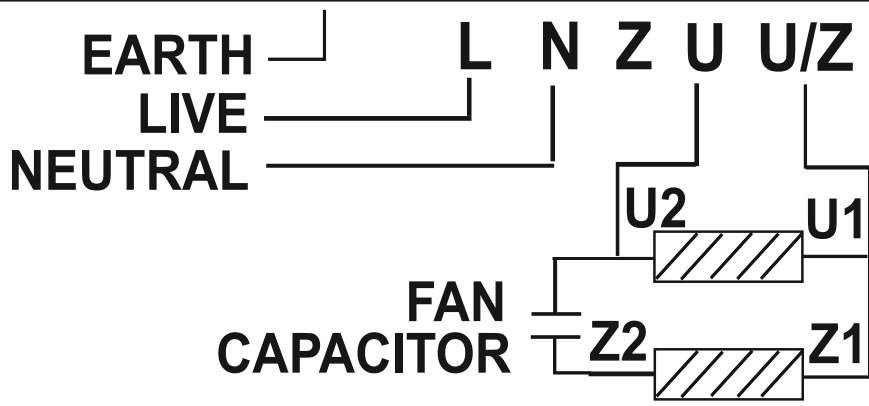 EARTH
L N Z U U/Z
LIVE
NEUTRAL
U2
U1
FAN
CAPACITOR
Z2
Z1